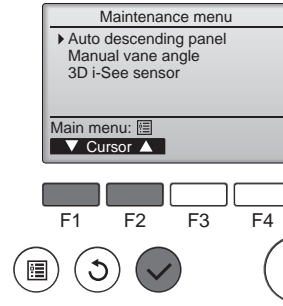 Maintenance menu
Auto descending panel
Manual vane angle
3D i-See sensor
Main menu:
▼ Cursor ▲
F1 F2 F3 F4